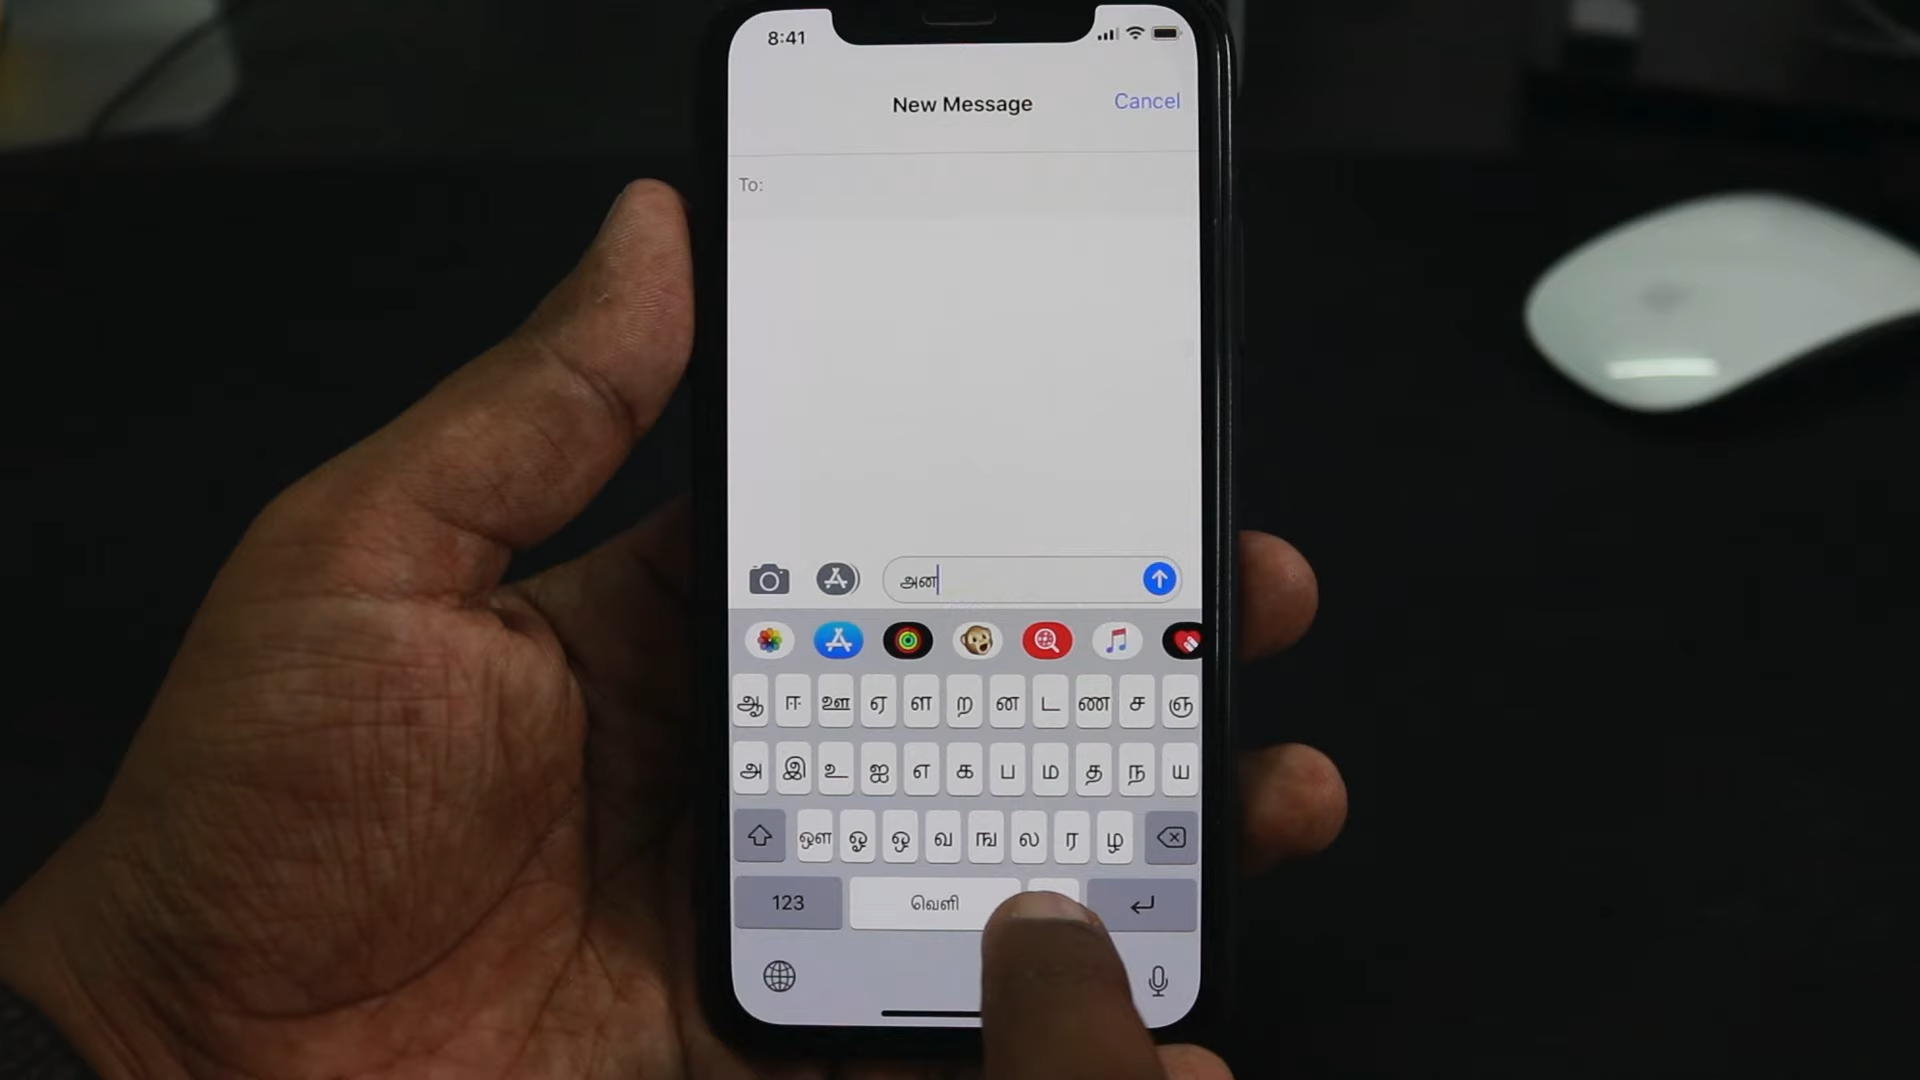 8:41
New Message Cancel
To:
அன
ஆ ஈ ஊ ஏ ள ற ன ட ண ச ஞ
அ இ உ ஐ எ க ப ம த ந ய
ஔ ஓ ஒ வ ங ல ர ழ
123 வெளி